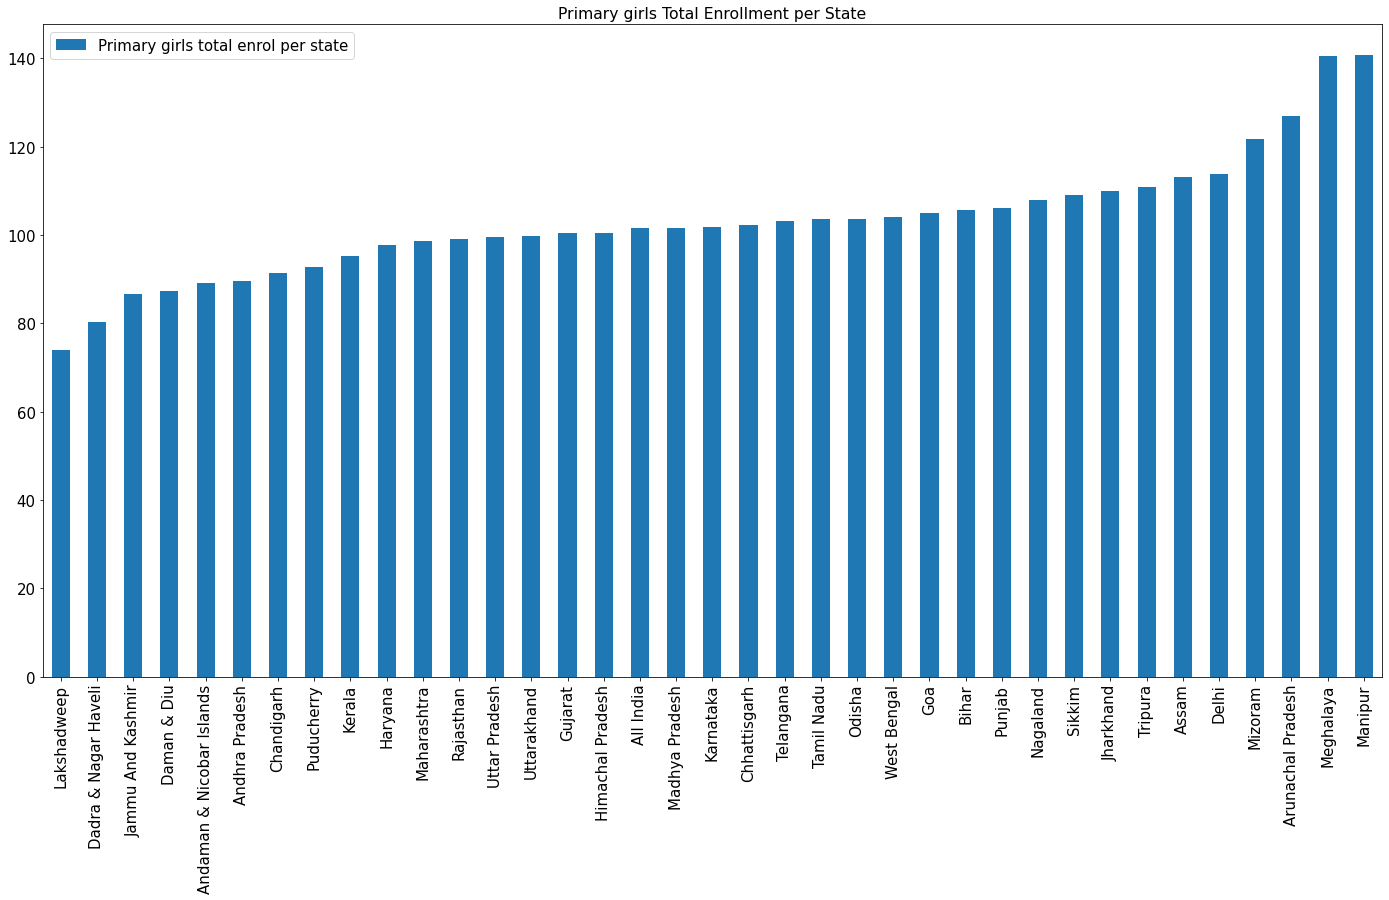 Primary girls Total Enrollment per State
Primary girls total enrol per state
140
120
100
80
60
40
20
0
Lakshadweep
Dadra & Nagar Haveli
Jammu And Kashmir
Daman & Diu
Andaman & Nicobar Islands
Andhra Pradesh
Chandigarh
Puducherry
Kerala
Haryana
Maharashtra
Rajasthan
Uttar Pradesh
Uttarakhand
Gujarat
Himachal Pradesh
All India
Madhya Pradesh
Karnataka
Chhattisgarh
Telangana
Tamil Nadu
Odisha
West Bengal
Goa
Bihar
Punjab
Nagaland
Sikkim
Jharkhand
Tripura
Assam
Delhi
Mizoram
Arunachal Pradesh
Meghalaya
Manipur